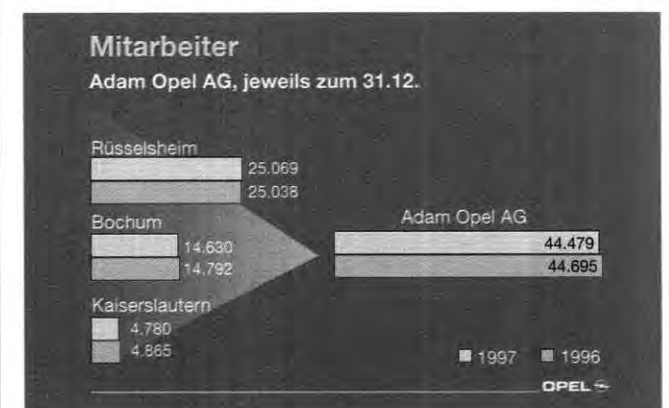 Mitarbeiter
Adam Opel AG, jeweils zum 31.12.
Rüsselsheim
25.069
25.038
Bochum
14.630
14.792
Kaiserslautern
4.780
4.865
Adam Opel AG
44.479
44.695
1997 1996
OPEL